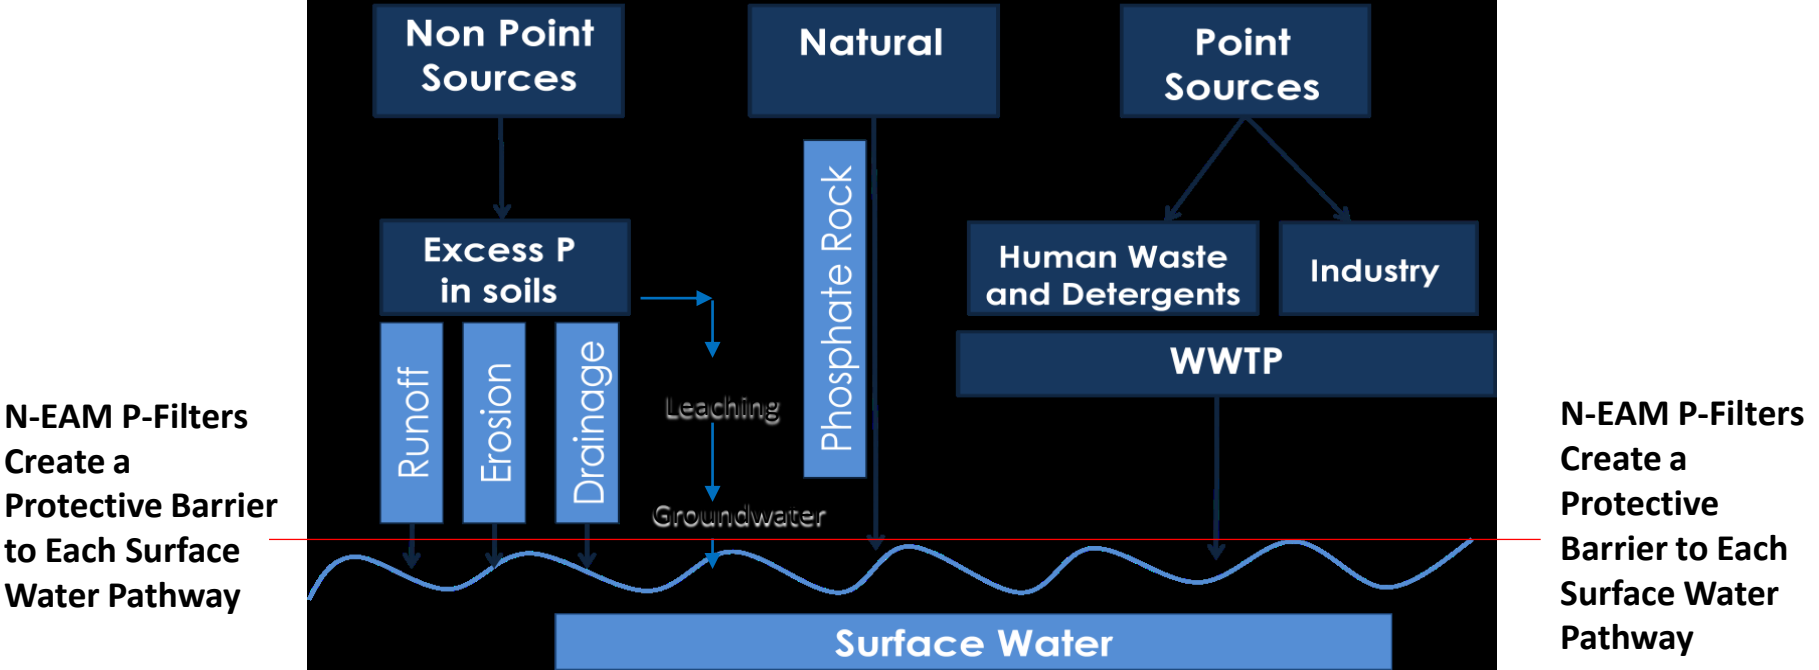 Non Point
Sources
Natural
Point
Sources
Excess P
in soils
Human Waste
and Detergents
Industry
WWTP
Runoff
Erosion
Drainage
Leaching
Groundwater
Phosphate Rock
N-EAM P-Filters
Create a
Protective Barrier
to Each Surface
Water Pathway
N-EAM P-Filters
Create a
Protective
Barrier to Each
Surface Water
Pathway
Surface Water